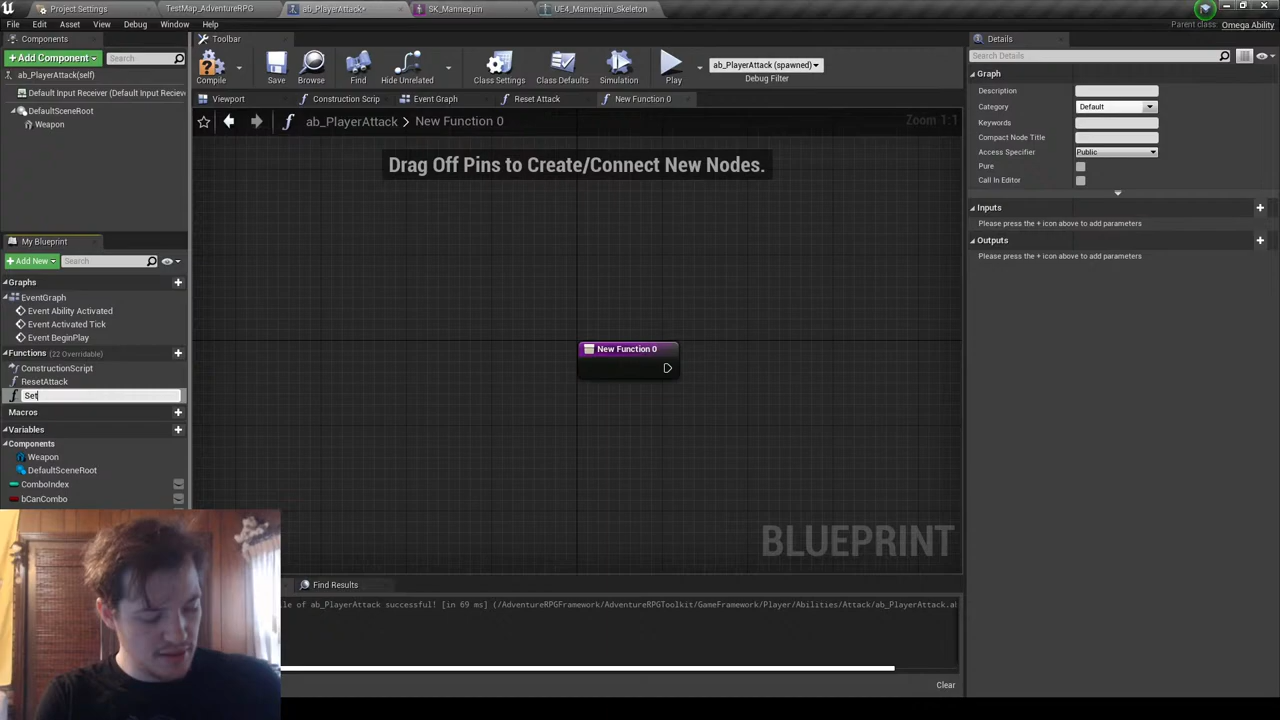 Project Settings
TestMap_AdventureRPG
ab_PlayerAttack*
SK_Mannequin
UE4_Mannequin_Skeleton
File Edit Asset View Debug Window Help
Parent class: Omega Ability
Components
Toolbar
Details
+Add Component
Search
Search Details
ab_PlayerAttack(self)
Default Input Receiver (Default Input Receive
DefaultSceneRoot
Weapon
Compile
Save
Browse
Find
Hide Unrelated
Class Settings
Class Defaults
Simulation
Play
ab_PlayerAttack (spawned)
Debug Filter
Viewport
Construction Scrip
Event Graph
Reset Attack
New Function 0
ab_PlayerAttack > New Function 0
Zoom 1:1
Drag Off Pins to Create/Connect New Nodes.
Graph
Description
Category
Default
Keywords
Compact Node Title
Access Specifier
Public
Pure
Call In Editor
Inputs
Please press the + icon above to add parameters
Outputs
Please press the + icon above to add parameters
My Blueprint
+Add New
Search
Graphs
EventGraph
Event Ability Activated
Event Activated Tick
Event BeginPlay
Functions (22 Overridable)
ConstructionScript
ResetAttack
Set
Macros
Variables
Components
Weapon
DefaultSceneRoot
ComboIndex
bCanCombo
New Function 0
BLUEPRINT
Find Results
le of ab_PlayerAttack successful! [in 69 ms] (/AdventureRPGFramework/AdventureRPGToolkit/GameFramework/Player/Abilities/Attack/ab_PlayerAttack.ab
Clear